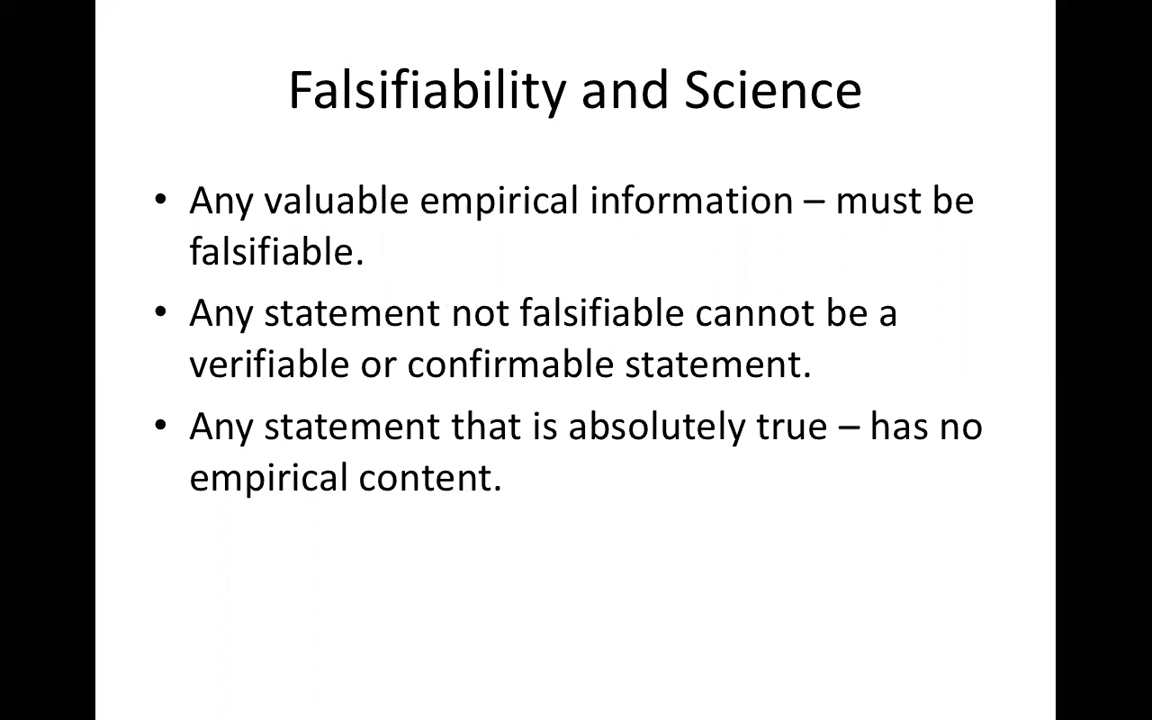 Falsifiability and Science
• Any valuable empirical information – must be
falsifiable.
• Any statement not falsifiable cannot be a
verifiable or confirmable statement.
• Any statement that is absolutely true – has no
empirical content.